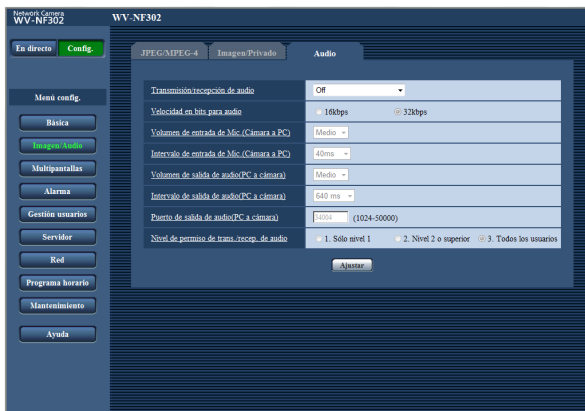 Network Camera
WV-NF302
WV-NF302
En directo
Config.
JPEG/MPEG-4
Imagen/Privado
Audio
Menú config.
Básica
Imagen/Audio
Multipantallas
Alarma
Gestión usuarios
Servidor
Red
Programa horario
Mantenimiento
Ayuda
Transmisión/recepción de audio
Off
Velocidad en bits para audio
16kbps
32kbps
Volumen de entrada de Mic.(Cámara a PC)
Medio
Intervalo de entrada de Mic.(Cámara a PC)
40ms
Volumen de salida de audio(PC a cámara)
Medio
Intervalo de salida de audio(PC a cámara)
640 ms
Puerto de salida de audio(PC a cámara)
34004
(1024-50000)
Nivel de permiso de trans./recep. de audio
1. Sólo nivel 1
2. Nivel 2 o superior
3. Todos los usuarios
Ajustar